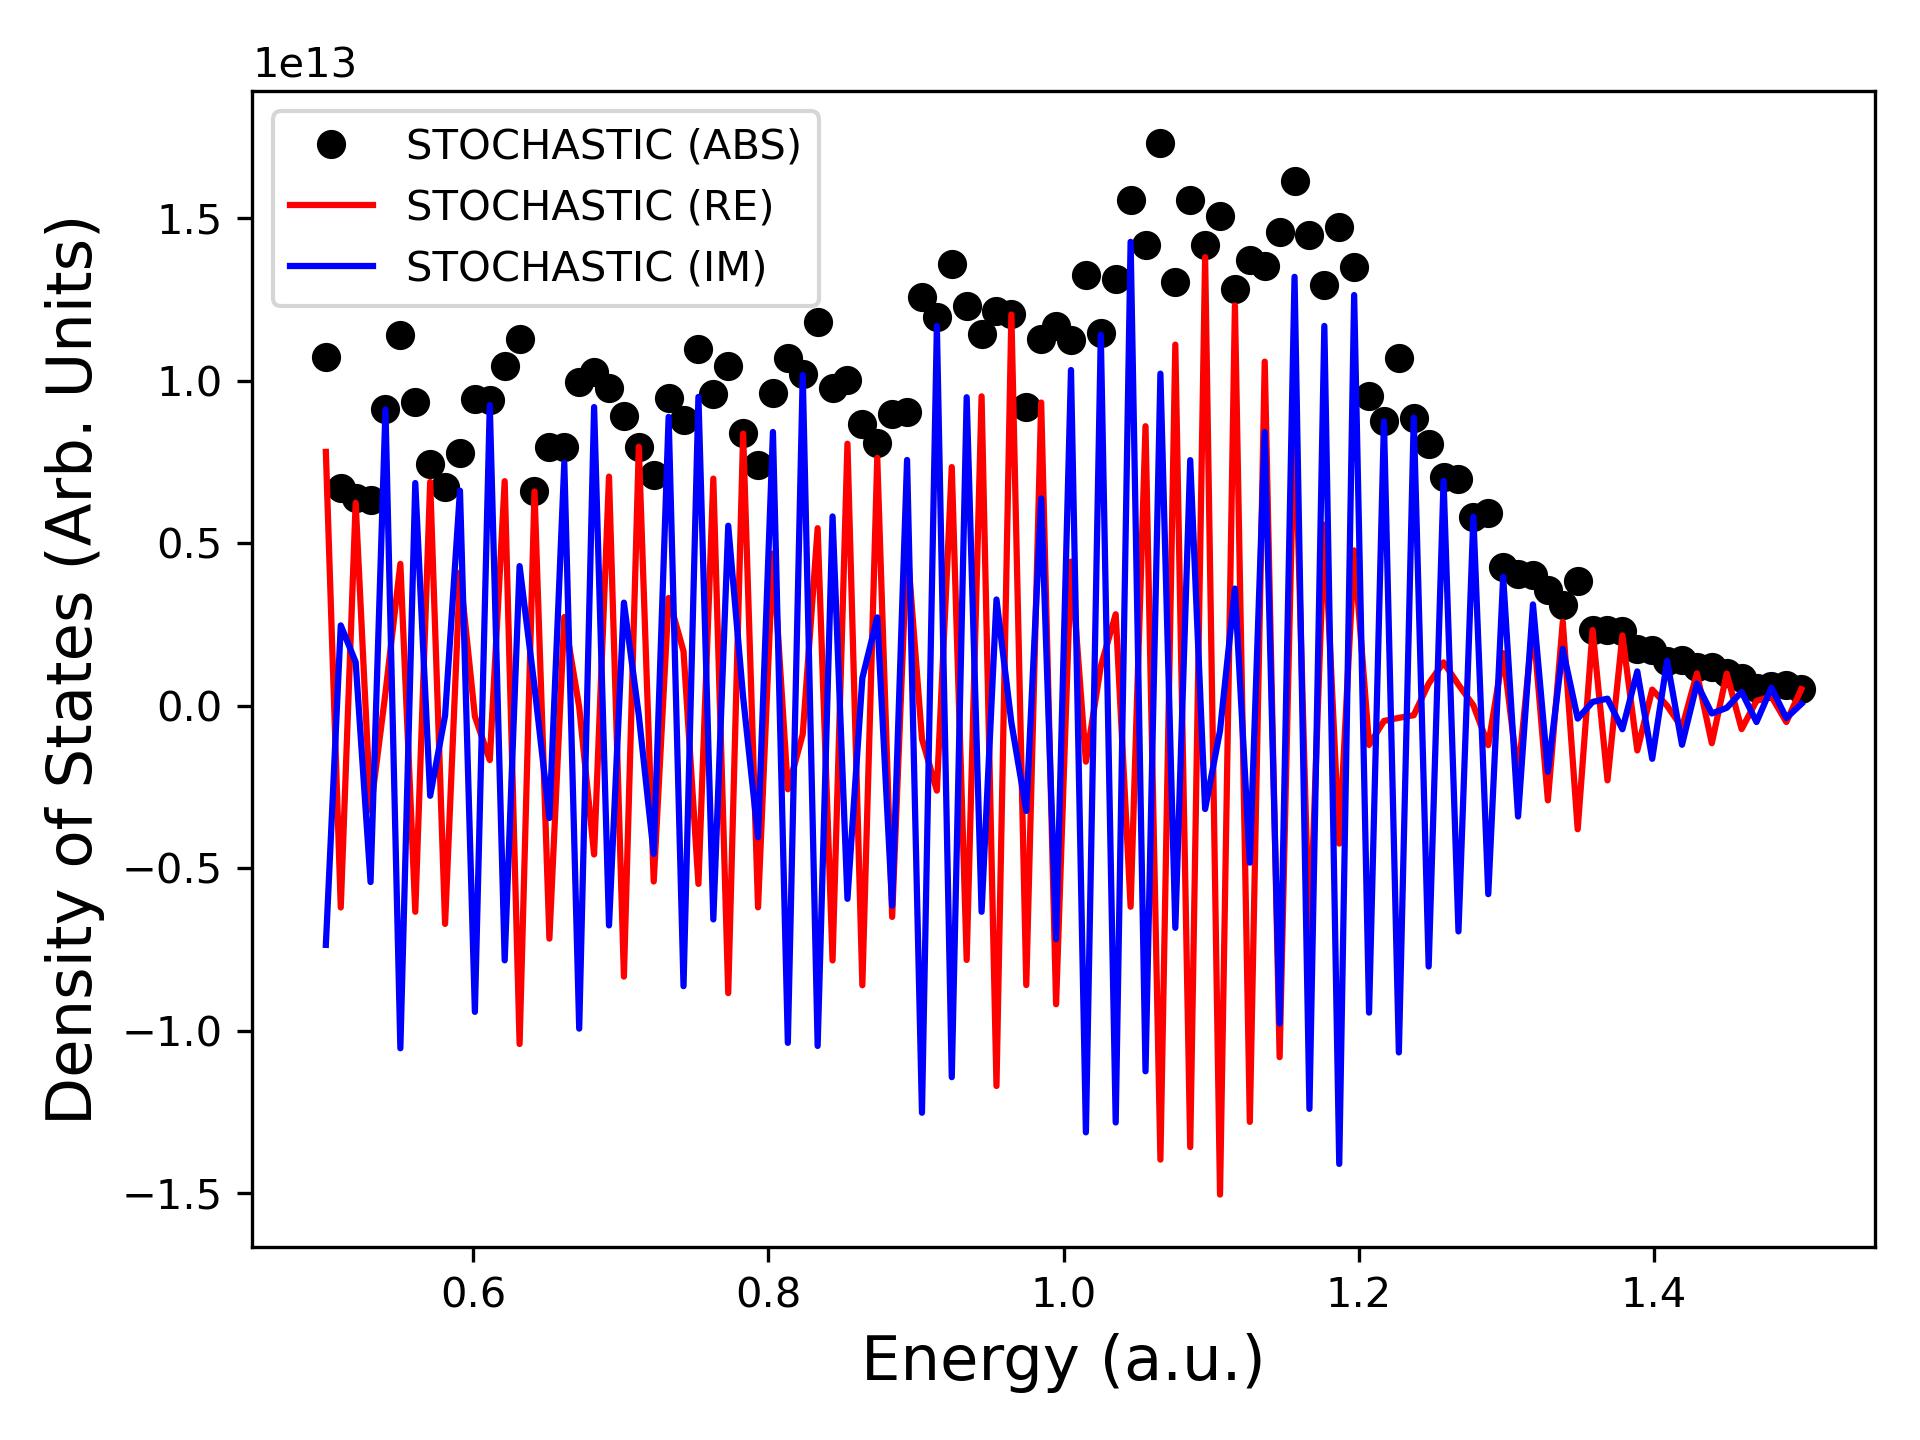 1e13
STOCHASTIC (ABS)
STOCHASTIC (RE)
STOCHASTIC (IM)
Density of States (Arb. Units)
1.5
1.0
0.5
0.0
−0.5
−1.0
−1.5
0.6 0.8 1.0 1.2 1.4
Energy (a.u.)